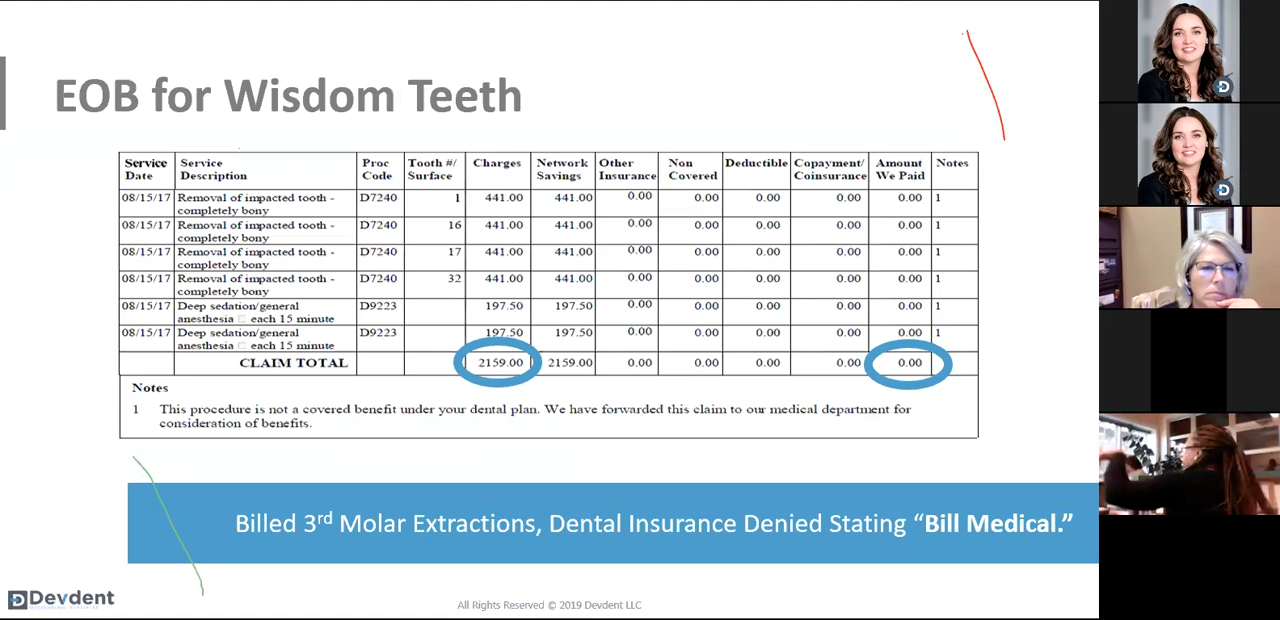 EOB for Wisdom Teeth
Service Date Service Description Proc Code Tooth #/ Surface Charges Network Savings Other Insurance Non Covered Deductible Copayment/ Coinsurance Amount We Paid Notes
08/15/17 Removal of impacted tooth - completely bony D7240 1 441.00 441.00 0.00 0.00 0.00 0.00 0.00 1
08/15/17 Removal of impacted tooth - completely bony D7240 16 441.00 441.00 0.00 0.00 0.00 0.00 0.00 1
08/15/17 Removal of impacted tooth - completely bony D7240 17 441.00 441.00 0.00 0.00 0.00 0.00 0.00 1
08/15/17 Removal of impacted tooth - completely bony D7240 32 441.00 441.00 0.00 0.00 0.00 0.00 0.00 1
08/15/17 Deep sedation/general anesthesia □ each 15 minute D9223 197.50 197.50 0.00 0.00 0.00 0.00 0.00 1
08/15/17 Deep sedation/general anesthesia □ each 15 minute D9223 197.50 197.50 0.00 0.00 0.00 0.00 0.00 1
CLAIM TOTAL 2159.00 2159.00 0.00 0.00 0.00 0.00 0.00
Notes
1 This procedure is not a covered benefit under your dental plan. We have forwarded this claim to our medical department for
consideration of benefits.
Billed 3rd Molar Extractions, Dental Insurance Denied Stating “Bill Medical.”
Devdent
All Rights Reserved © 2019 Devdent LLC